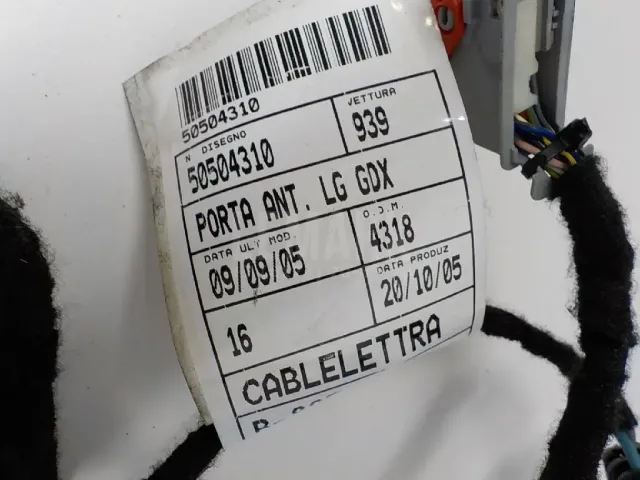 50504310
N DISEGNO
50504310
VETTURA
939
PORTA ANT. LG GDX
DATA ULY MOD.
09/09/05
O.D.M.
4318
16
DATA PRODUZ
20/10/05
CABLELETTRA